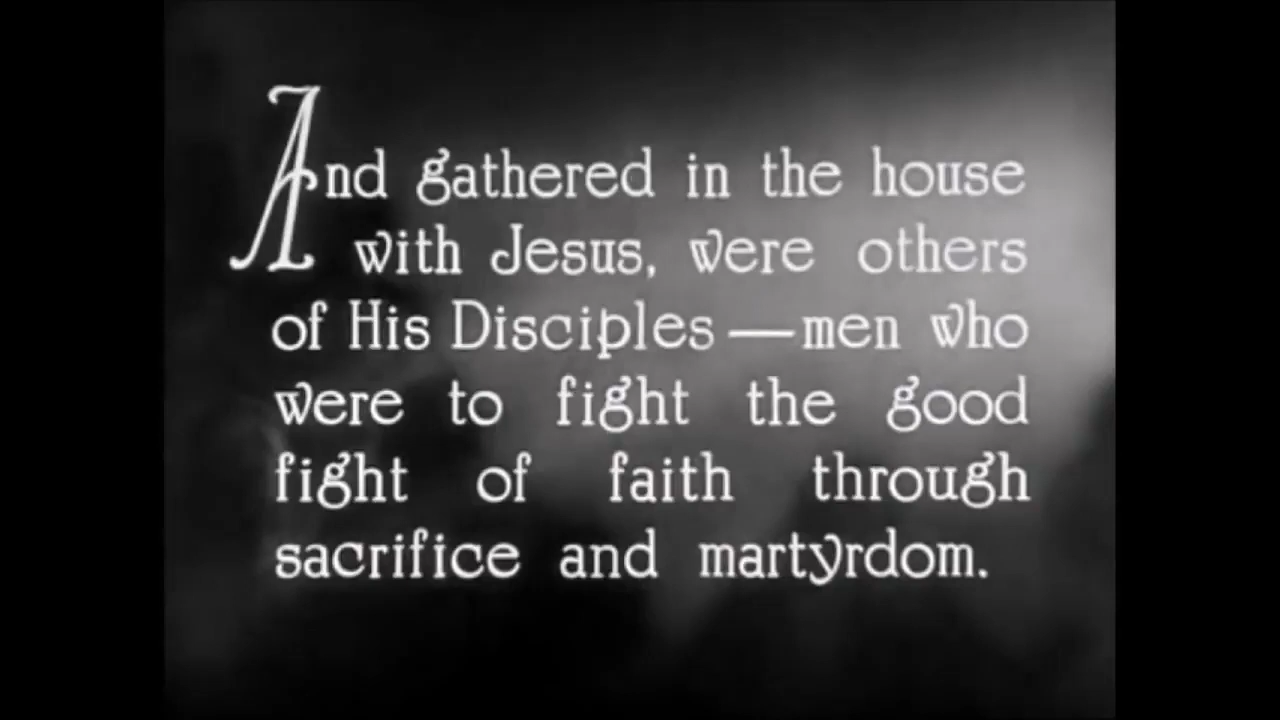 And gathered in the house
with Jesus, were others
of His Disciples—men who
were to fight the good
fight of faith through
sacrifice and martyrdom.